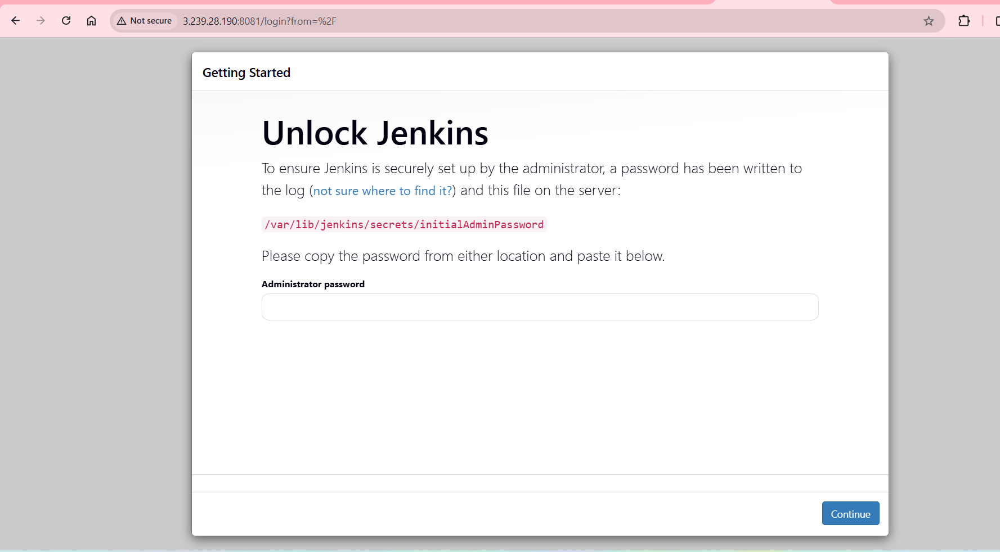 Not secure
3.239.28.190:8081/login?from=%2F
Getting Started
Unlock Jenkins
To ensure Jenkins is securely set up by the administrator, a password has been written to
the log (not sure where to find it?) and this file on the server:
/var/lib/jenkins/secrets/initialAdminPassword
Please copy the password from either location and paste it below.
Administrator password
Continue